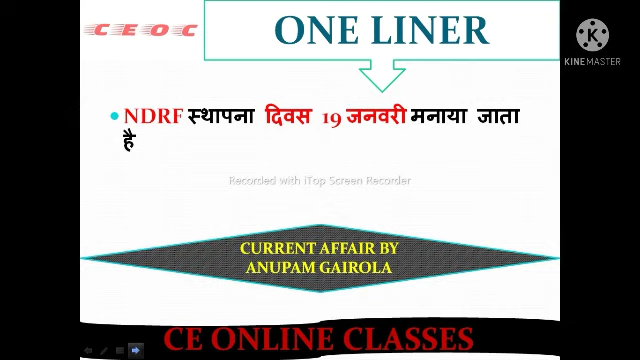 CEOC
ONE LINER
KINEMASTER
• NDRF स्थापना दिवस 19 जनवरी मनाया जाता
है
Recorded with iTop Screen Recorder
CURRENT AFFAIR BY
ANUPAM GAIROLA
CE ONLINE CLASSES